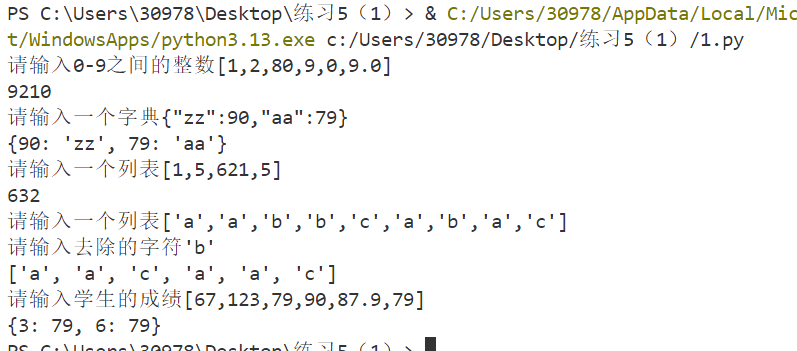 PS C:\Users\30978\Desktop\练习5（1）> & C:/Users/30978/AppData/Local/Mic
t/WindowsApps/python3.13.exe c:/Users/30978/Desktop/练习5（1）/1.py
请输入0-9之间的整数[1,2,80,9,0,9.0]
9210
请输入一个字典{"zz":90,"aa":79}
{90: 'zz', 79: 'aa'}
请输入一个列表[1,5,621,5]
632
请输入一个列表['a','a','b','b','c','a','b','a','c']
请输入去除的字符'b'
['a', 'a', 'c', 'a', 'a', 'c']
请输入学生的成绩[67,123,79,90,87.9,79]
{3: 79, 6: 79}
PS C:\Users\30978\Desktop\练习5（1）>